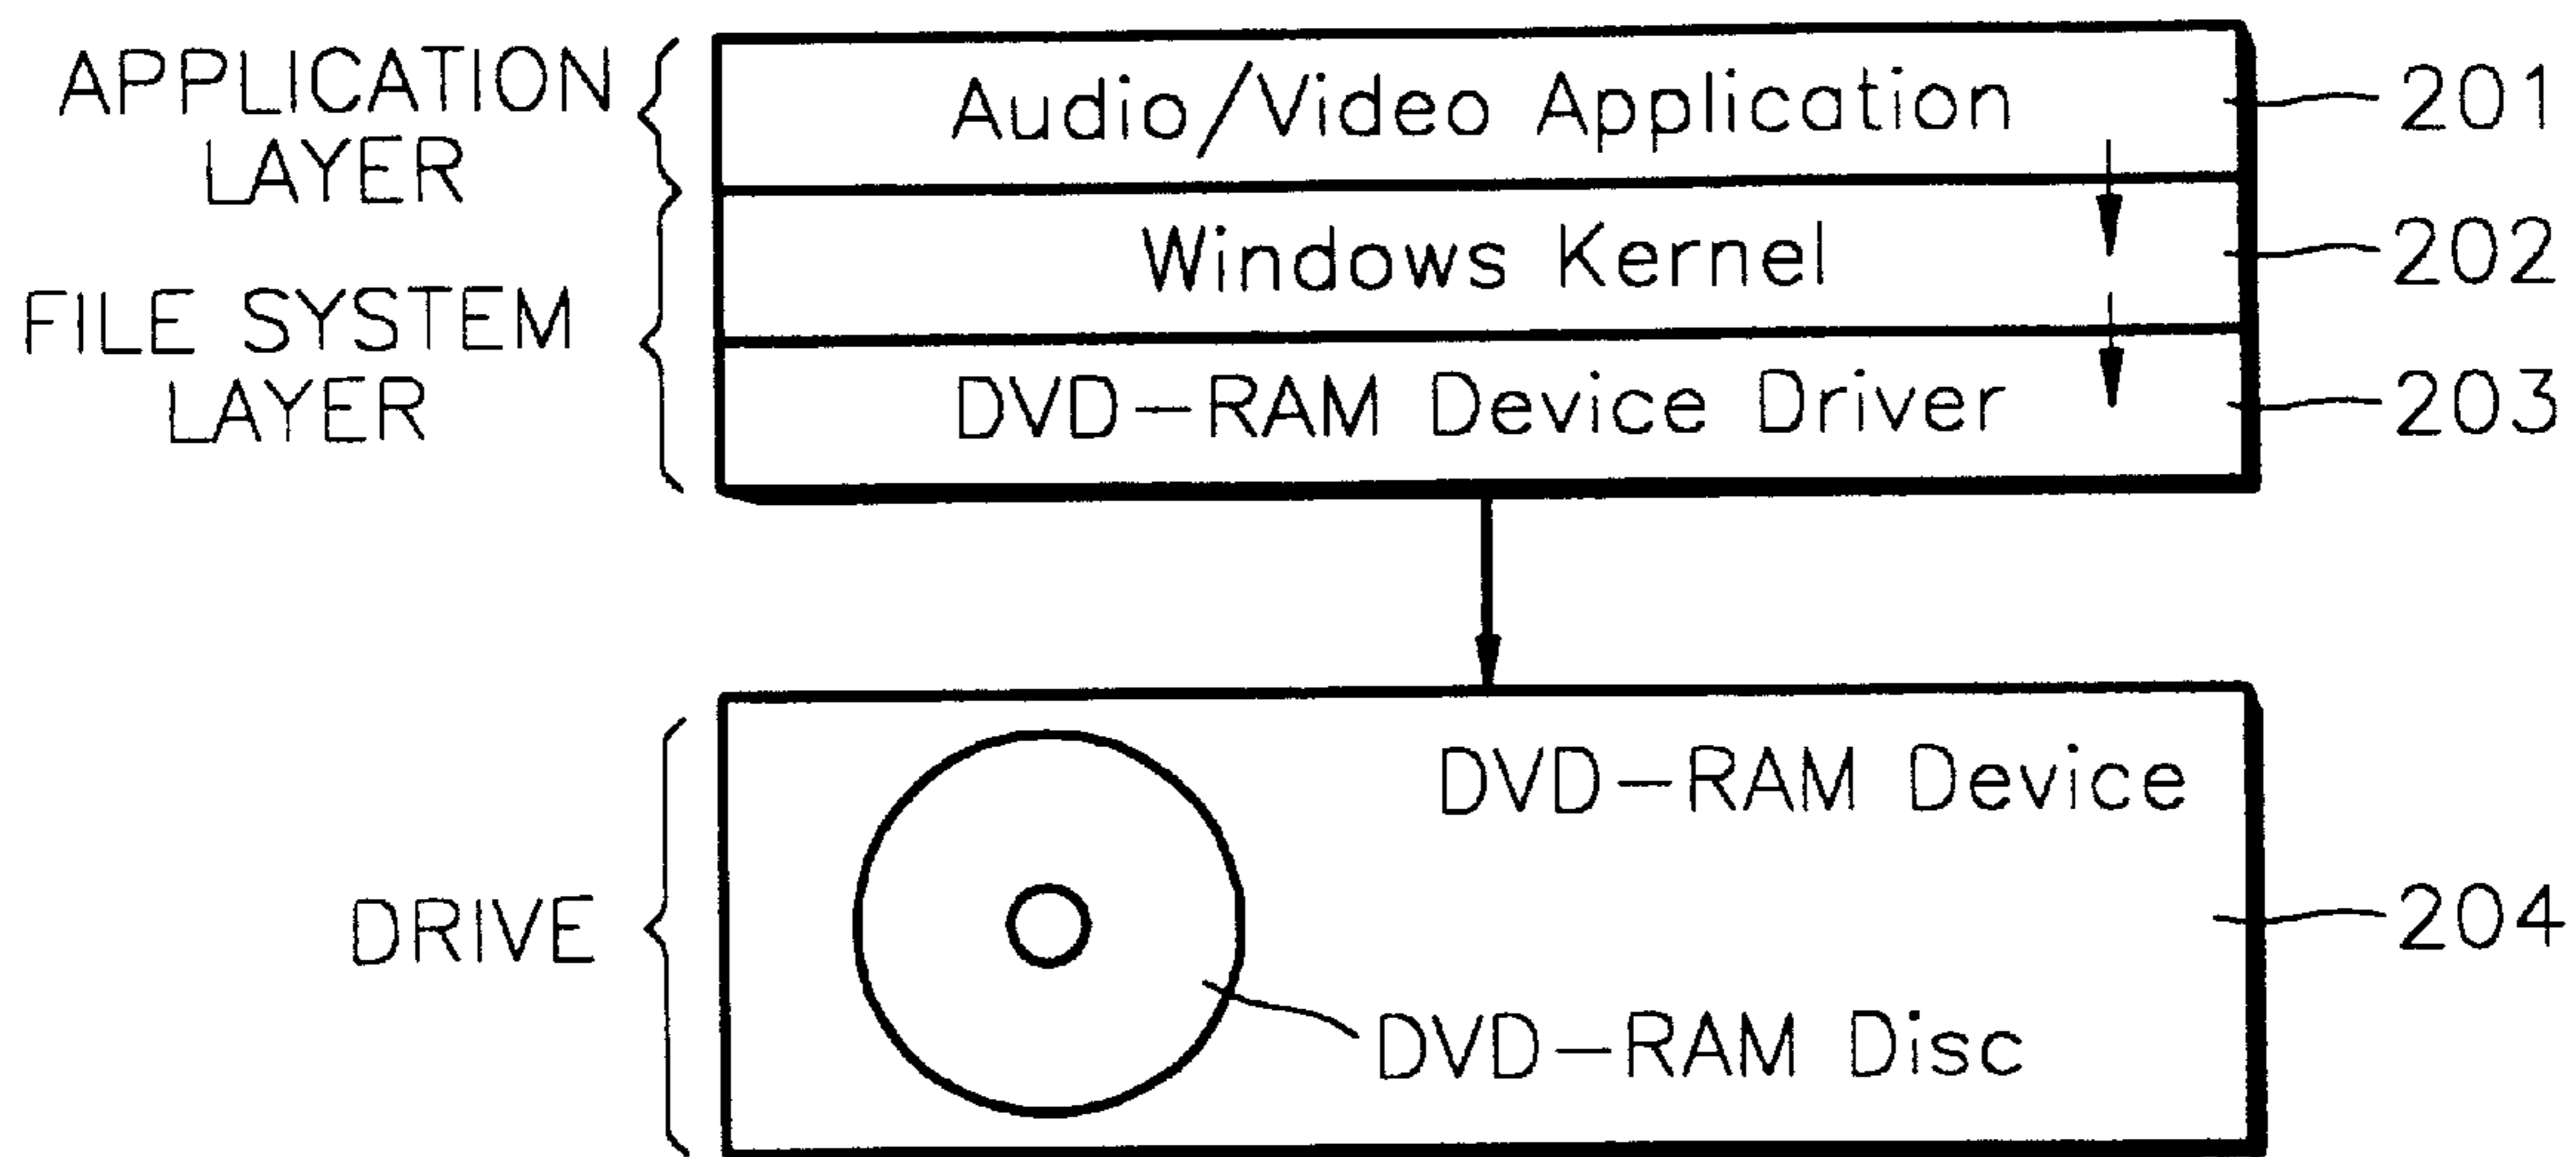 APPLICATION
LAYER
Audio/Video Application
201
Windows Kernel
202
FILE SYSTEM
LAYER
DVD-RAM Device Driver
203
DVD-RAM Device
DRIVE
204
DVD-RAM Disc